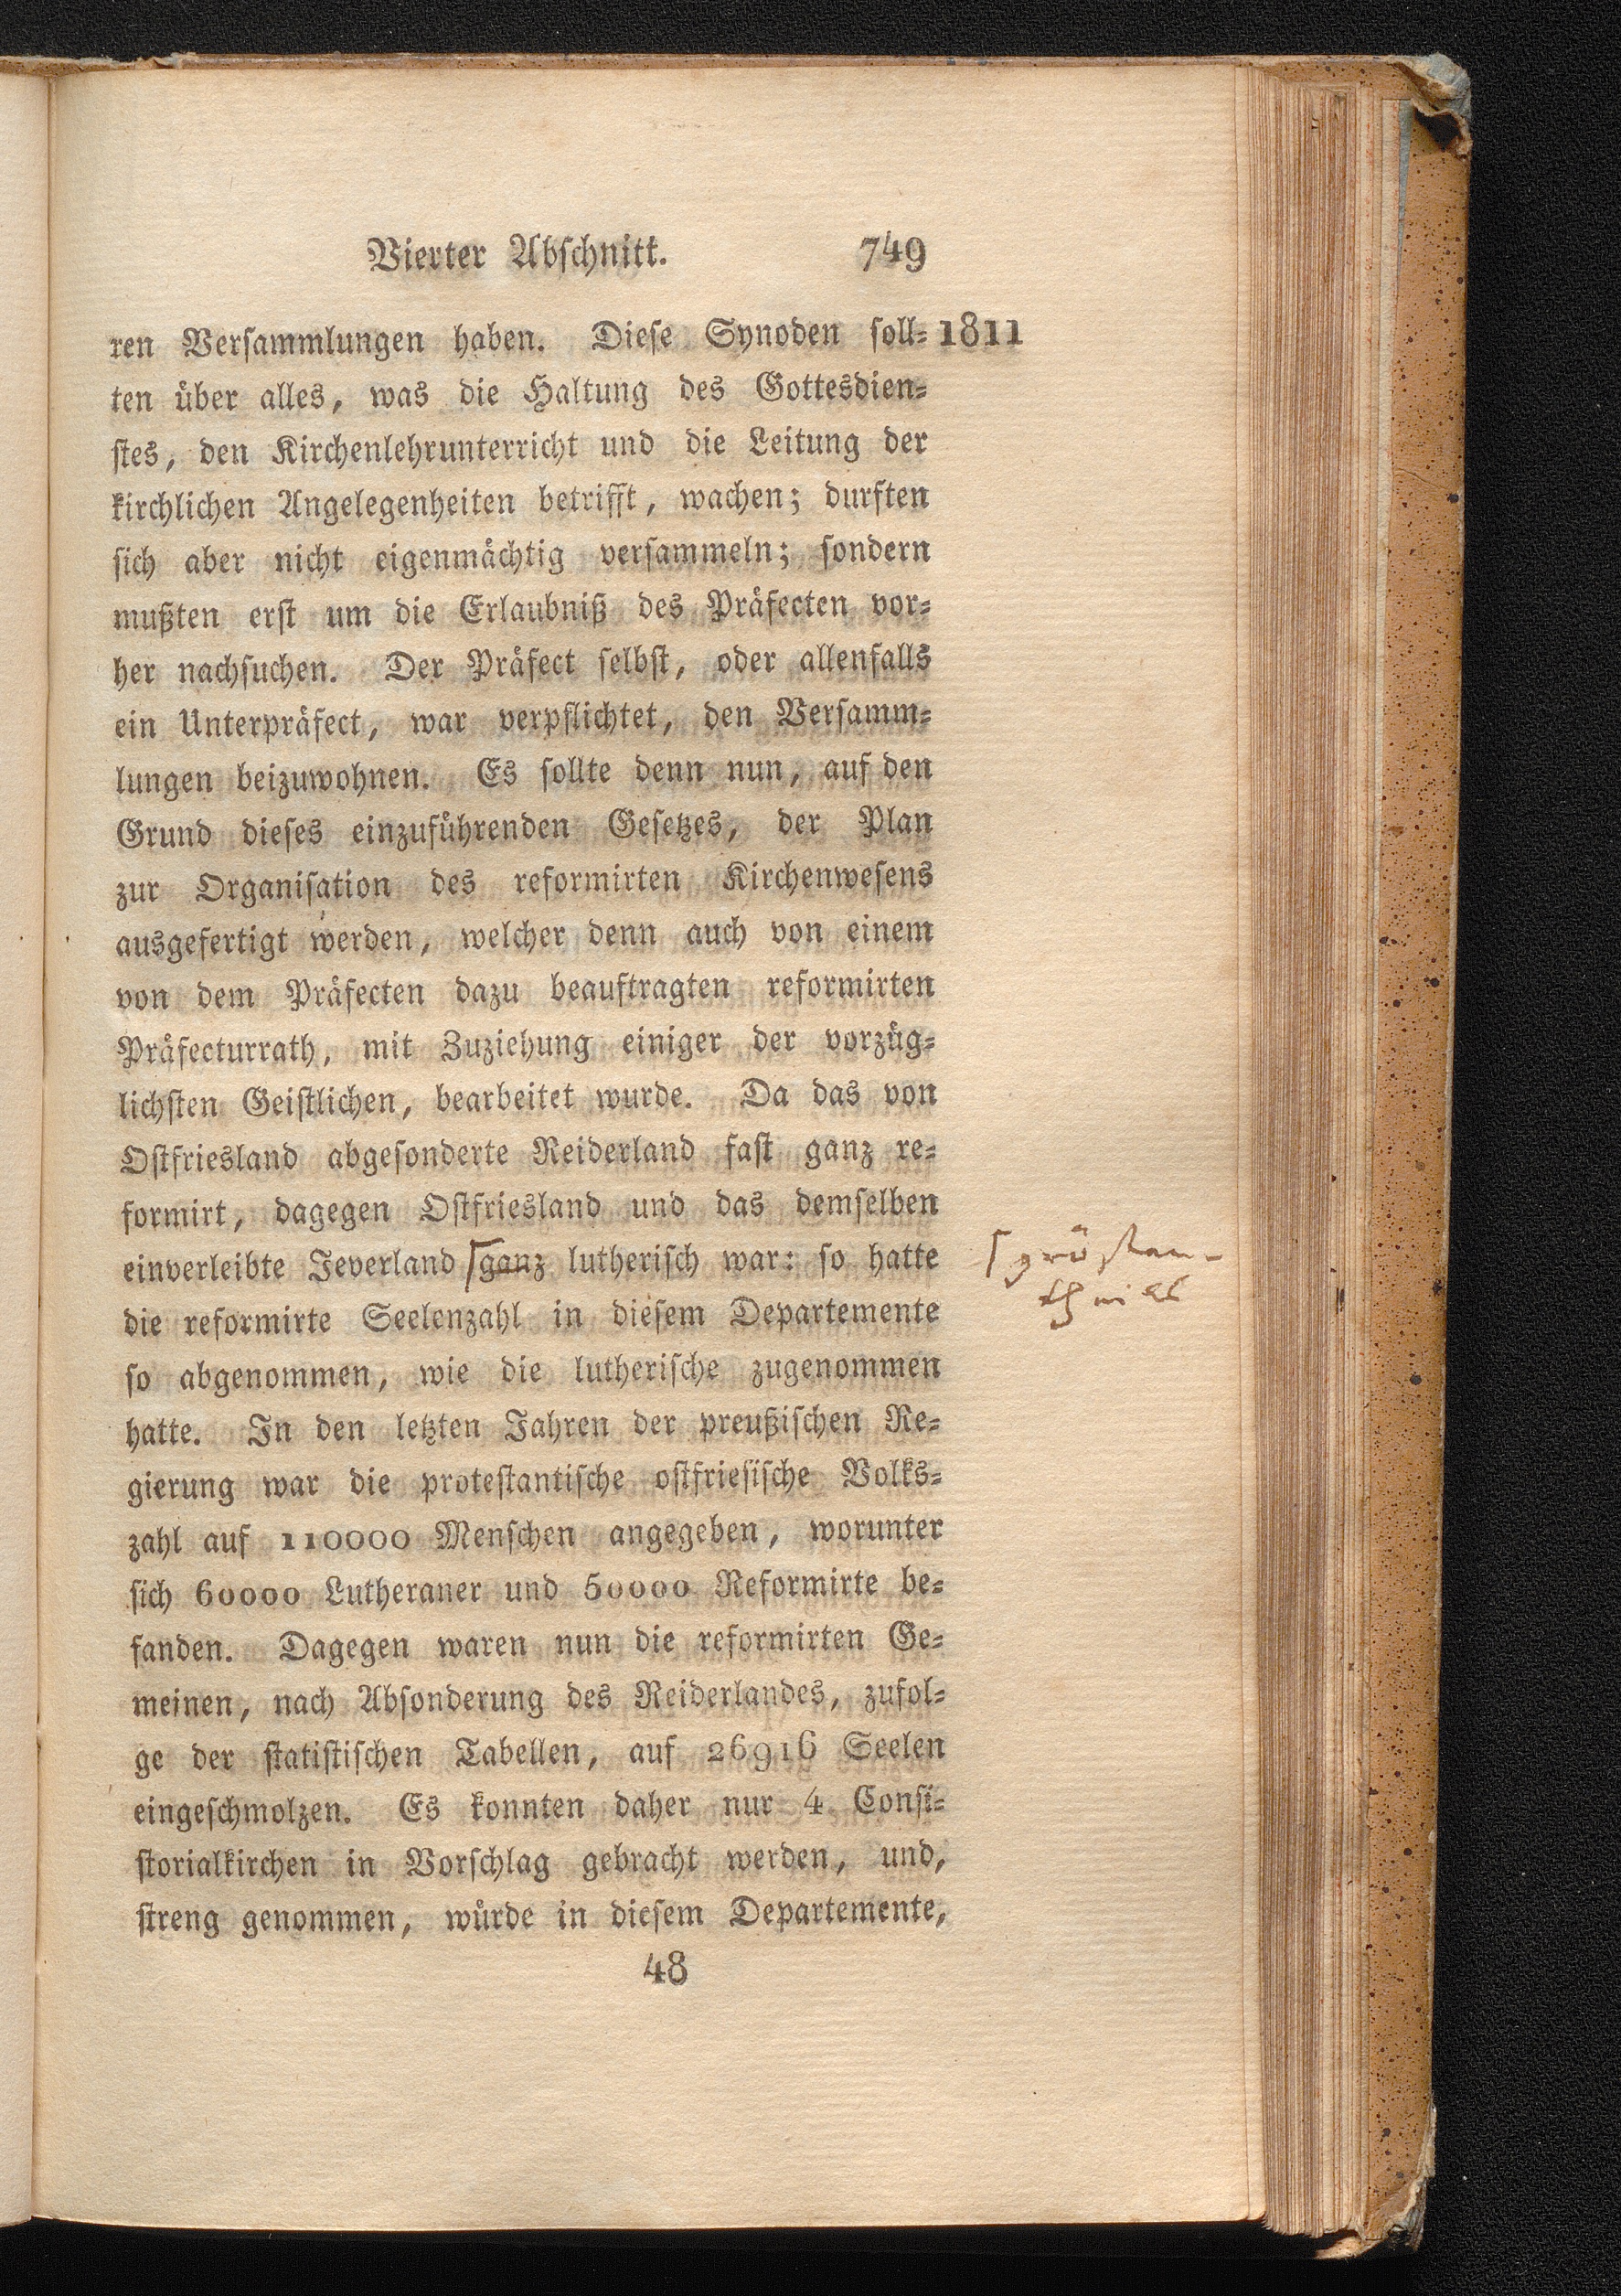 Vierter Abschnitt. 749
ren Versammlungen haben. Diese Synoden soll= 1811
ten über alles, was die Haltung des Gottesdien=
stes, den Kirchenlehrunterricht und die Leitung der
kirchlichen Angelegenheiten betrifft, wachen; durften
sich aber nicht eigenmächtig versammeln; sondern
mußten erst um die Erlaubniß des Präfecten vor=
her nachsuchen. Der Präfect selbst, oder allenfalls
ein Unterpräfect, war verpflichtet, den Versamm=
lungen beizuwohnen. Es sollte denn nun, auf den
Grund dieses einzuführenden Gesetzes, der Plan
zur Organisation des reformirten Kirchenwesens
ausgefertigt werden, welcher denn auch von einem
von dem Präfecten dazu beauftragten reformirten
Präfecturrath, mit Zuziehung einiger der vorzüg=
lichsten Geistlichen, bearbeitet wurde. Da das von
Ostfriesland abgesonderte Reiderland fast ganz re=
formirt, dagegen Ostfriesland und das demselben
einverleibte Jeverland ganz lutherisch war: so hatte
grösten-
theils
die reformirte Seelenzahl in diesem Departemente
so abgenommen, wie die lutherische zugenommen
hatte. In den letzten Jahren der preußischen Re=
gierung war die protestantische ostfriesische Volks=
zahl auf 110000 Menschen angegeben, worunter
sich 60000 Lutheraner und 50000 Reformirte be=
fanden. Dagegen waren nun die reformirten Ge=
meinen, nach Absonderung des Reiderlandes, zufol=
ge der statistischen Tabellen, auf 26916 Seelen
eingeschmolzen. Es konnten daher nur 4 Consi=
storialkirchen in Vorschlag gebracht werden, und,
streng genommen, würde in diesem Departemente,
48